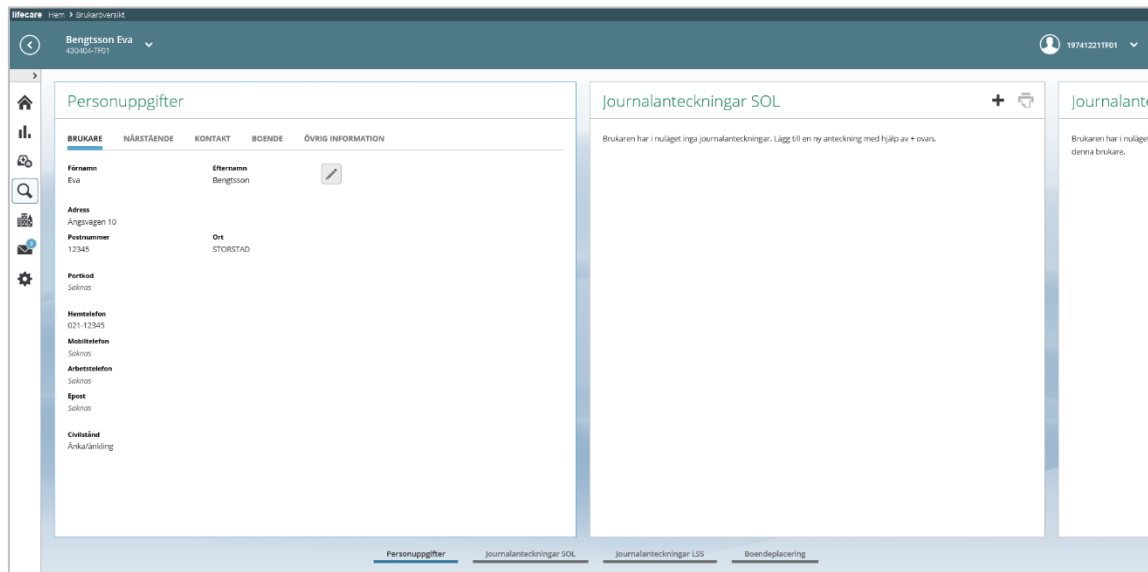 lifecare Hem > Brukaröversikt
Bengtsson Eva
430404-TF01
19741221TF01
Personuppgifter
BRUKARE NÄRSTÅENDE KONTAKT BOENDE ÖVRIG INFORMATION
Förnamn Efternamn
Eva Bengtsson
Adress
Ängsvägen 10
Postnummer Ort
12345 STORSTAD
Portkod
Saknas
Hemtelefon
021-12345
Mobiltelefon
Saknas
Arbetstelefon
Saknas
Epost
Saknas
Civilstånd
Änka/änkling
Journalanteckningar SOL
Brukaren har i nuläget inga journalanteckningar. Lägg till en ny anteckning med hjälp av + ovan.
Journalante
Brukaren har i nuläget
denna brukare.
Personuppgifter Journalanteckningar SOL Journalanteckningar LSS Boendeplacering